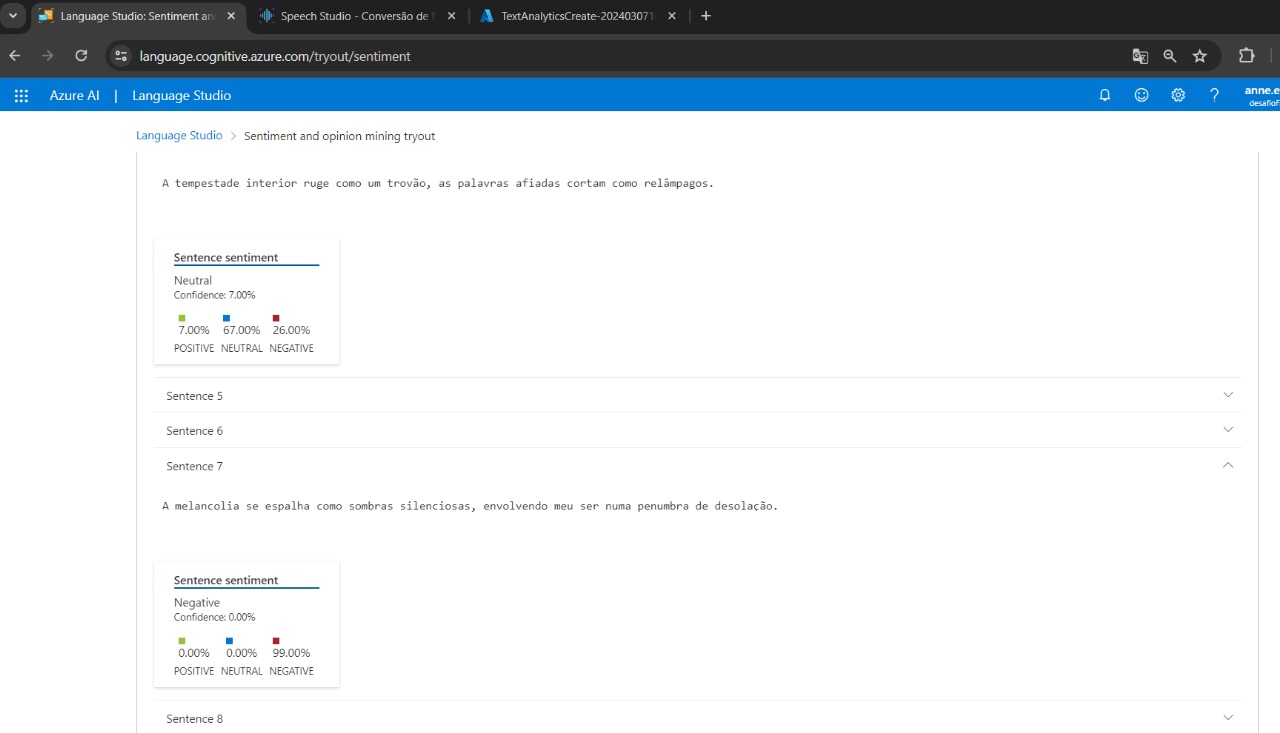 Language Studio: Sentiment an
Speech Studio - Conversão de
TextAnalyticsCreate-202403071
language.cognitive.azure.com/tryout/sentiment
Azure AI | Language Studio
anne.e
desafioF
Language Studio > Sentiment and opinion mining tryout
A tempestade interior ruge como um trovão, as palavras afiadas cortam como relâmpagos.
Sentence sentiment
Neutral
Confidence: 7.00%
7.00% 67.00% 26.00%
POSITIVE NEUTRAL NEGATIVE
Sentence 5
Sentence 6
Sentence 7
A melancolia se espalha como sombras silenciosas, envolvendo meu ser numa penumbra de desolação.
Sentence sentiment
Negative
Confidence: 0.00%
0.00% 0.00% 99.00%
POSITIVE NEUTRAL NEGATIVE
Sentence 8